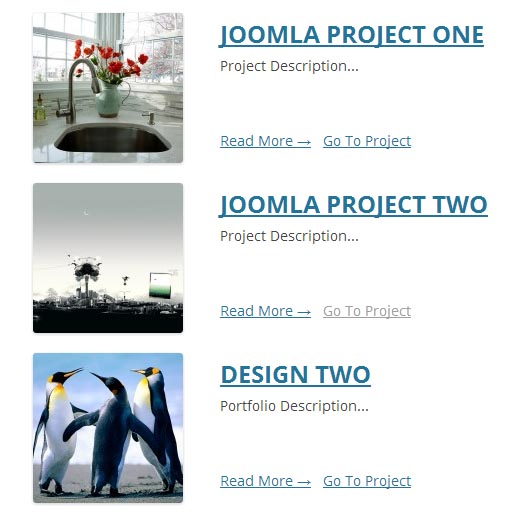 JOOMLA PROJECT ONE
Project Description...
Read More → Go To Project
JOOMLA PROJECT TWO
Project Description...
Read More → Go To Project
DESIGN TWO
Portfolio Description...
Read More → Go To Project